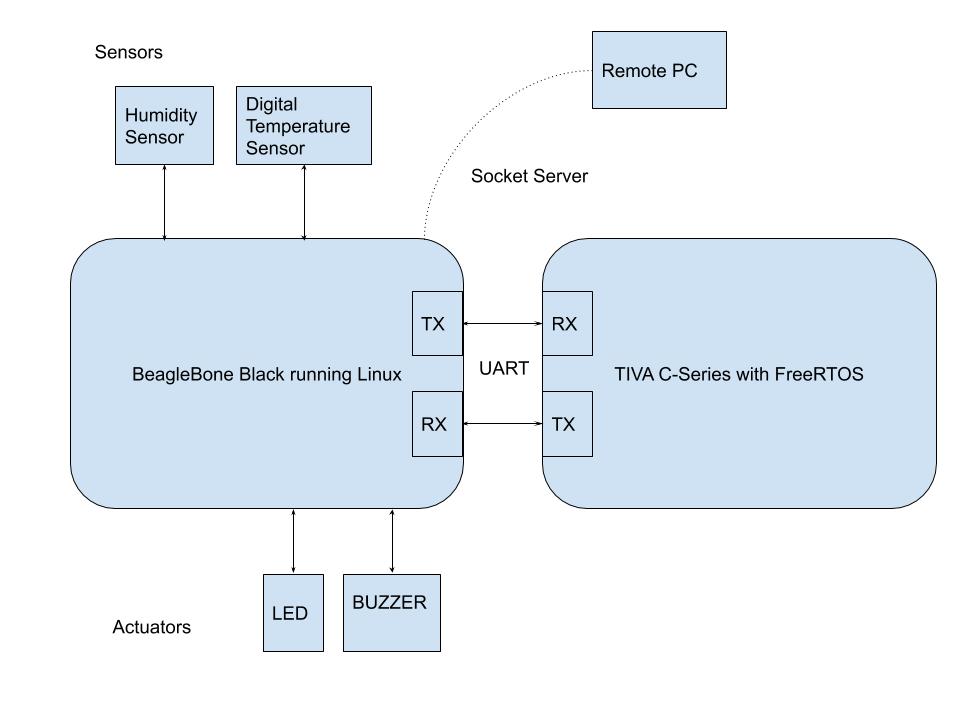 Sensors
Remote PC
Humidity
Sensor
Digital
Temperature
Sensor
Socket Server
TX
RX
UART
BeagleBone Black running Linux
TIVA C-Series with FreeRTOS
RX
TX
LED
BUZZER
Actuators